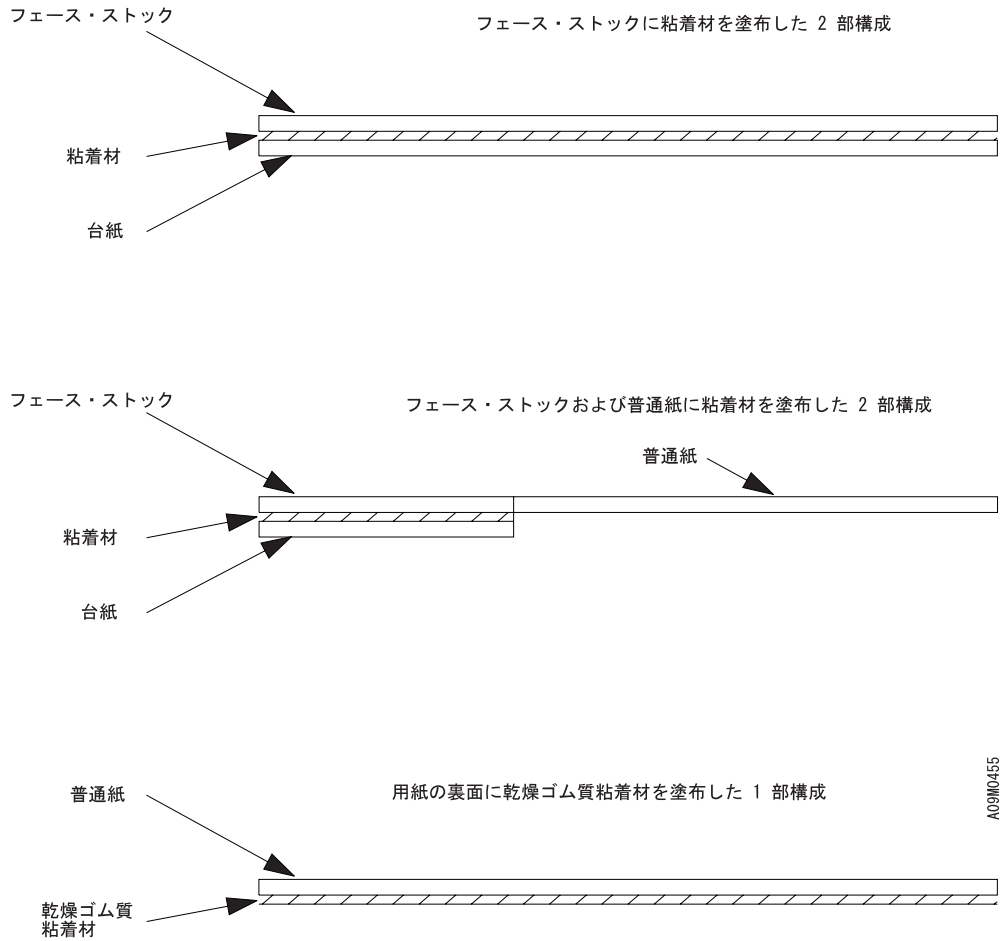 フェース・ストック
フェース・ストックに粘着材を塗布した 2 部構成
粘着材
台紙
フェース・ストック
フェース・ストックおよび普通紙に粘着材を塗布した 2 部構成
普通紙
粘着材
台紙
普通紙
用紙の裏面に乾燥ゴム質粘着材を塗布した 1 部構成
A09M0455
乾燥ゴム質
粘着材